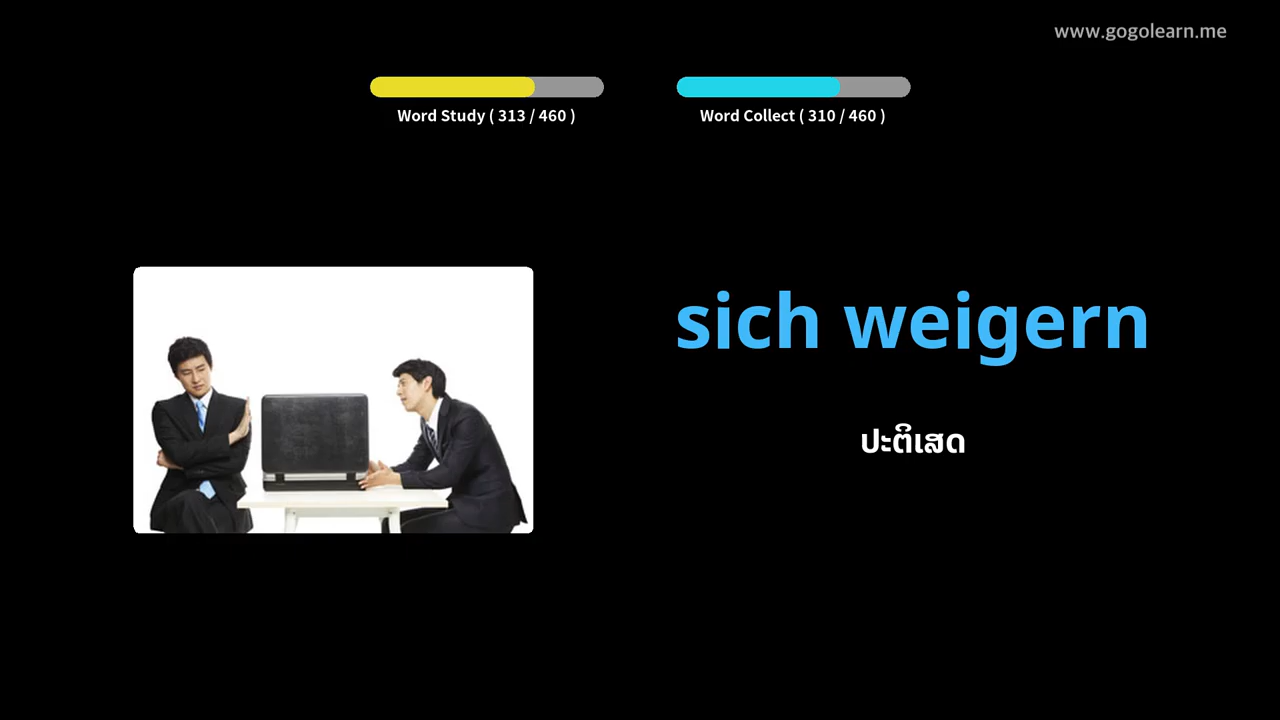 www.gogolearn.me
Word Study ( 313 / 460 )
Word Collect ( 310 / 460 )
sich weigern
ປະຕິເສດ